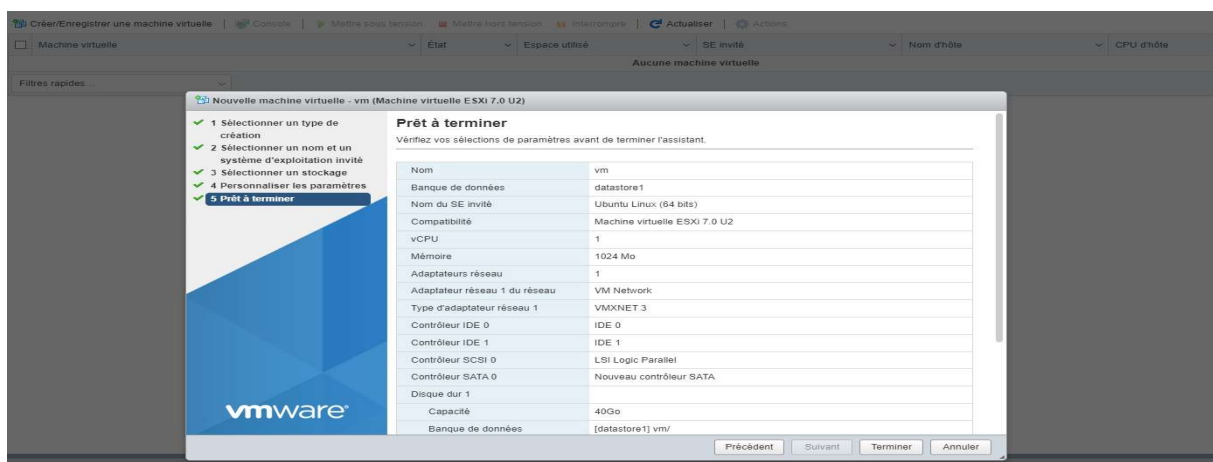 Créer/Enregistrer une machine virtuelle | Console | Mettre sous tension Mettre hors tension Interrompre | Actualiser | Actions
Machine virtuelle État Espace utilisé SE invité Nom d'hôte CPU d'hôte
Aucune machine virtuelle
Filtres rapides...
Nouvelle machine virtuelle - vm (Machine virtuelle ESXi 7.0 U2)
1 Sélectionner un type de
création
2 Sélectionner un nom et un
système d'exploitation invité
3 Sélectionner un stockage
4 Personnaliser les paramètres
5 Prêt à terminer
vmware®
Prêt à terminer
Vérifiez vos sélections de paramètres avant de terminer l'assistant.
Nom vm
Banque de données datastore1
Nom du SE invité Ubuntu Linux (64 bits)
Compatibilité Machine virtuelle ESXi 7.0 U2
vCPU 1
Mémoire 1024 Mo
Adaptateurs réseau 1
Adaptateur réseau 1 du réseau VM Network
Type d'adaptateur réseau 1 VMXNET 3
Contrôleur IDE 0 IDE 0
Contrôleur IDE 1 IDE 1
Contrôleur SCSI 0 LSI Logic Parallel
Contrôleur SATA 0 Nouveau contrôleur SATA
Disque dur 1
Capacité 40Go
Banque de données [datastore1] vm/
Précédent Suivant Terminer Annuler